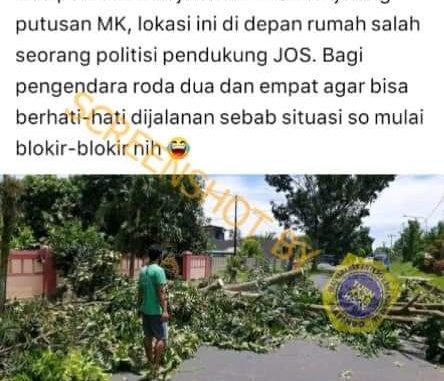 putusan MK, lokasi ini di depan rumah salah
seorang politisi pendukung JOS. Bagi
pengendara roda dua dan empat agar bisa
berhati-hati dijalanan sebab situasi so mulai
blokir-blokir nih 😅
SCREENSHOT BY